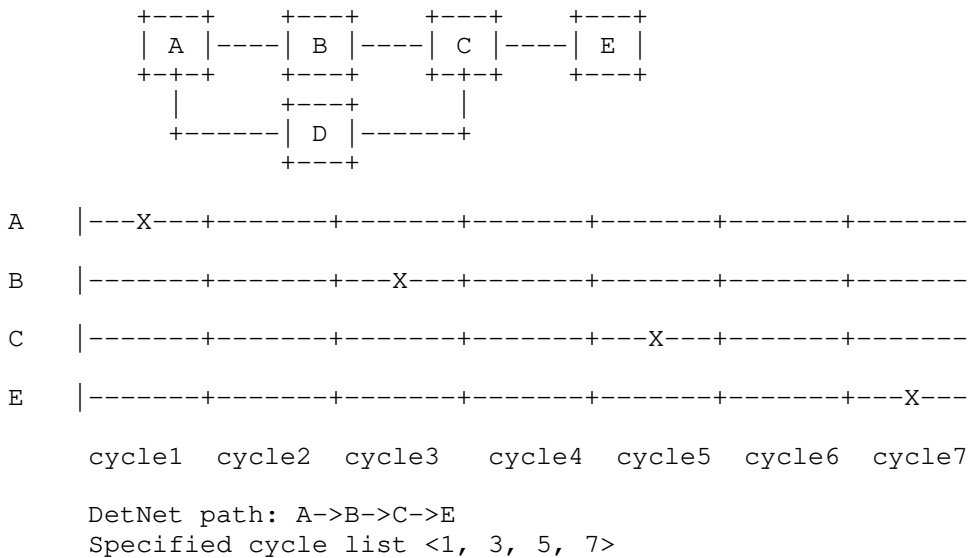 A B C E
D
A
B
C
E
cycle1 cycle2 cycle3 cycle4 cycle5 cycle6 cycle7
DetNet path: A->B->C->E
Specified cycle list <1, 3, 5, 7>